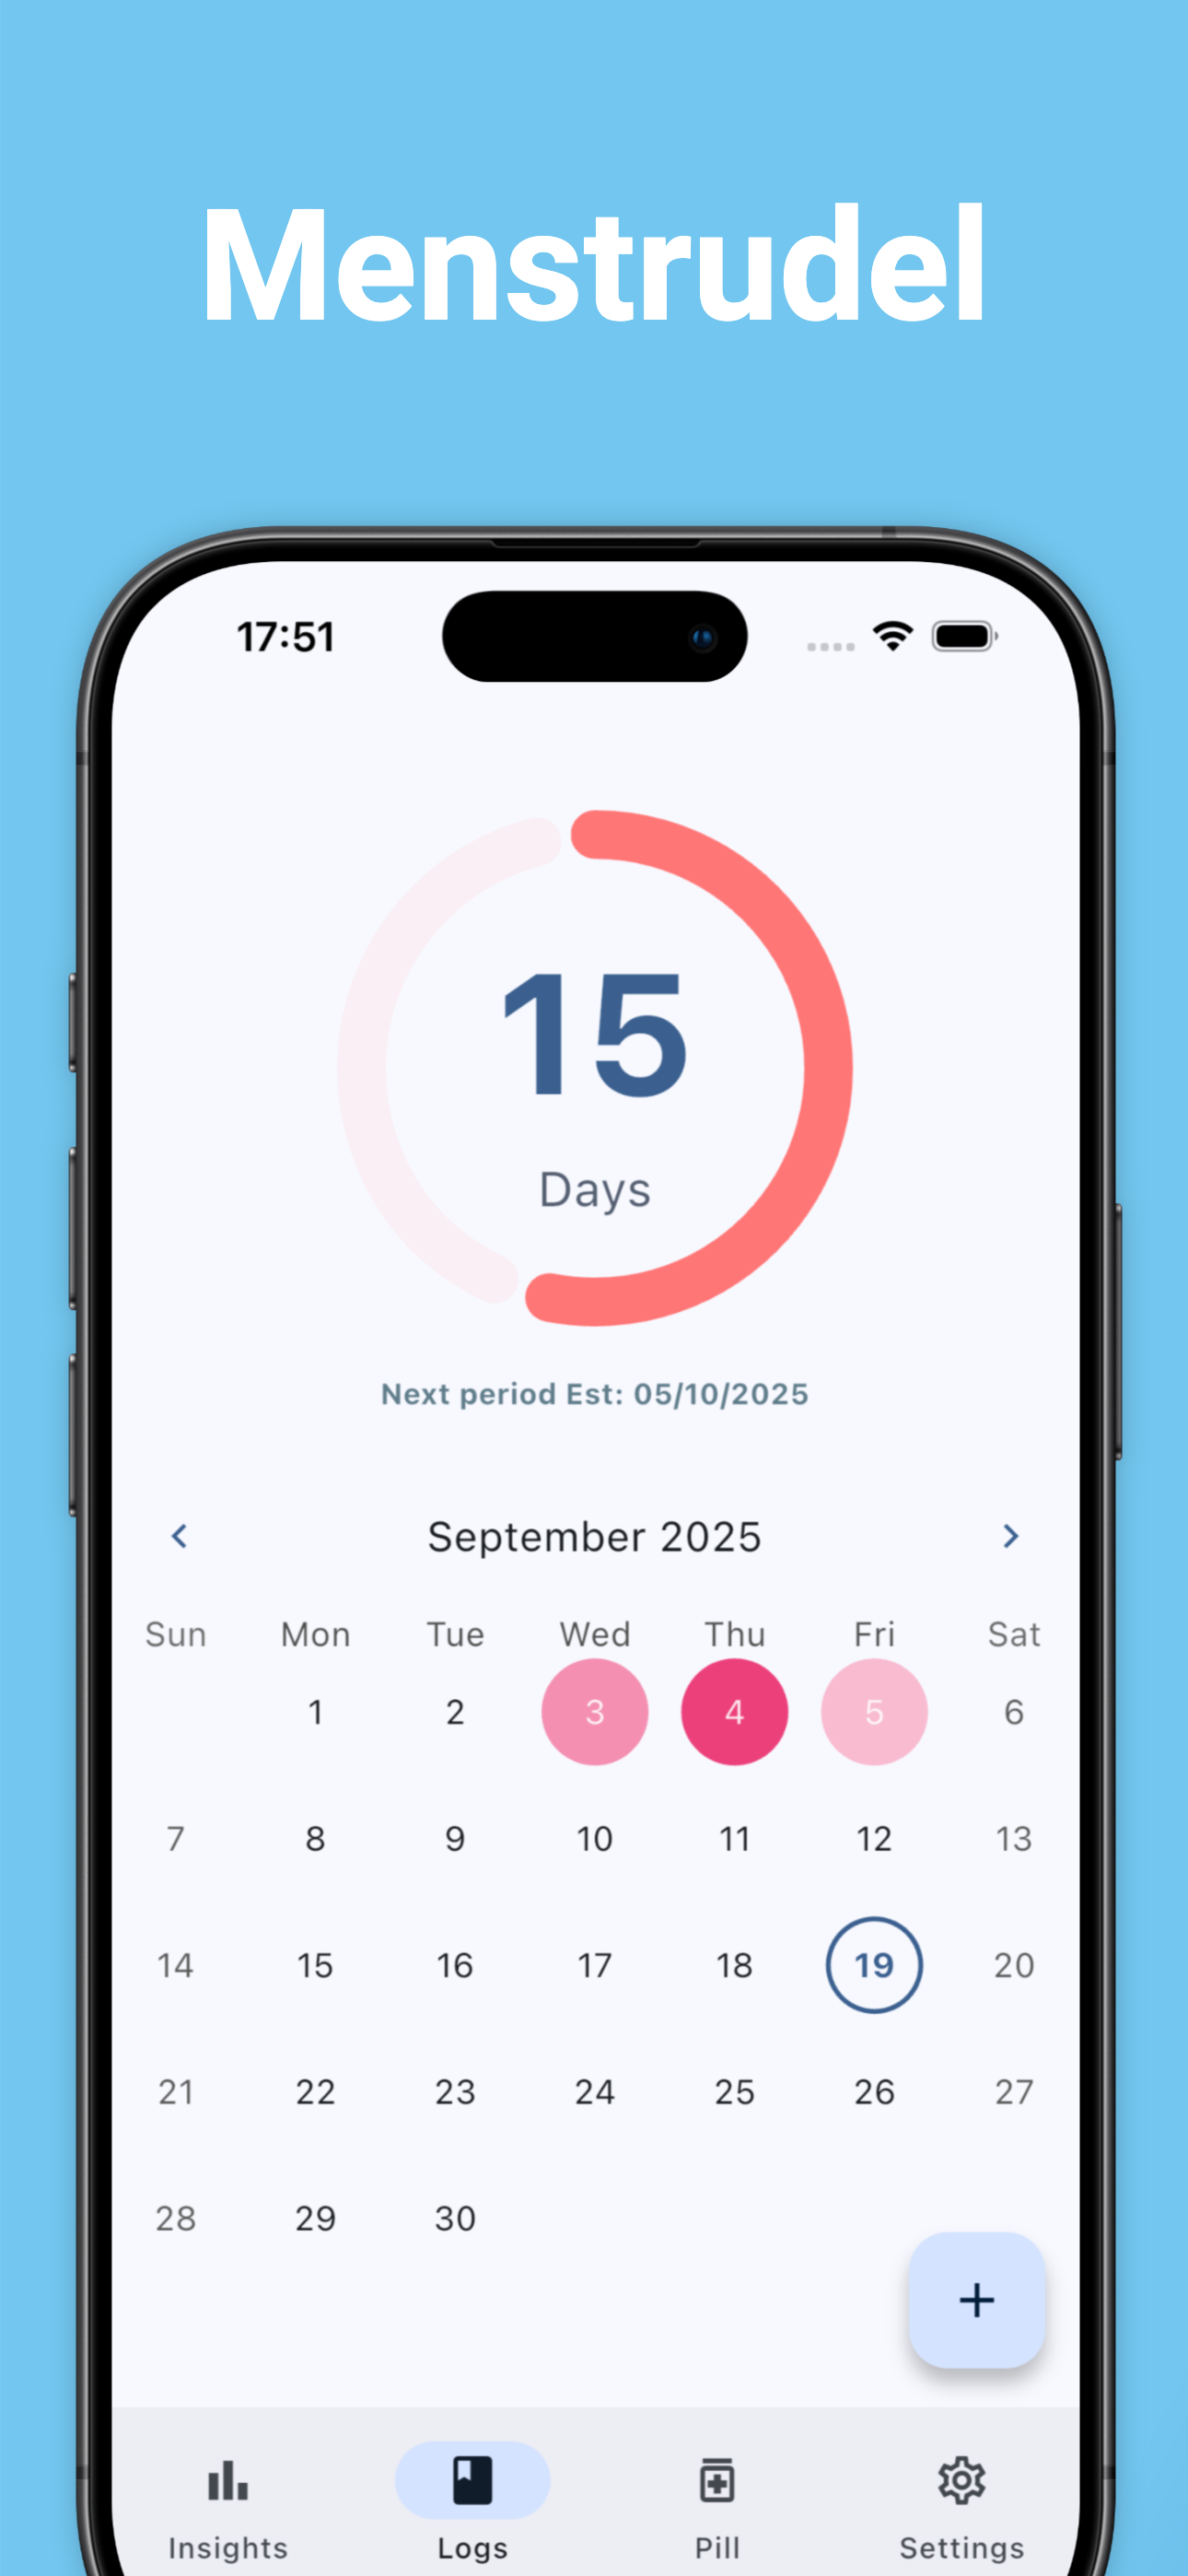 Menstrudel
17:51
15
Days
Next period Est: 05/10/2025
September 2025
Sun Mon Tue Wed Thu Fri Sat
1 2 3 4 5 6
7 8 9 10 11 12 13
14 15 16 17 18 19 20
21 22 23 24 25 26 27
28 29 30
Insights Logs Pill Settings